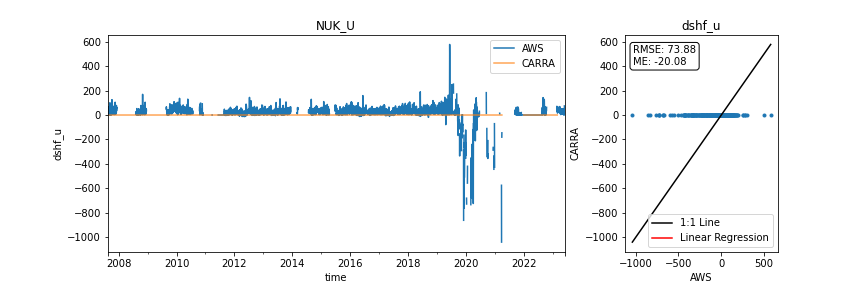 NUK_U
dshf_u
600
400
200
0
−200
−400
−600
−800
−1000
dshf_u
AWS
CARRA
2008
2010
2012
2014
2016
2018
2020
2022
time
600
400
200
0
−200
−400
−600
−800
−1000
CARRA
RMSE: 73.88
ME: -20.08
1:1 Line
Linear Regression
−1000
−500
0
500
AWS